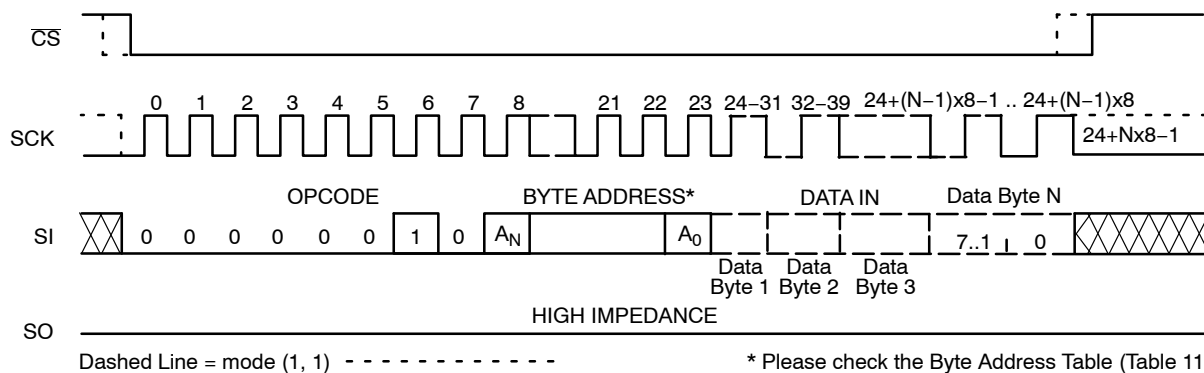 CS
0 1 2 3 4 5 6 7 8 21 22 23 24−31 32−39 24+(N−1)x8−1 .. 24+(N−1)x8
SCK
24+Nx8−1
OPCODE BYTE ADDRESS* DATA IN Data Byte N
SI
0 0 0 0 0 0 1 0 AN A0 7..1 0
Data Byte 1
Data Byte 2
Data Byte 3
HIGH IMPEDANCE
SO
Dashed Line = mode (1, 1)
* Please check the Byte Address Table (Table 11